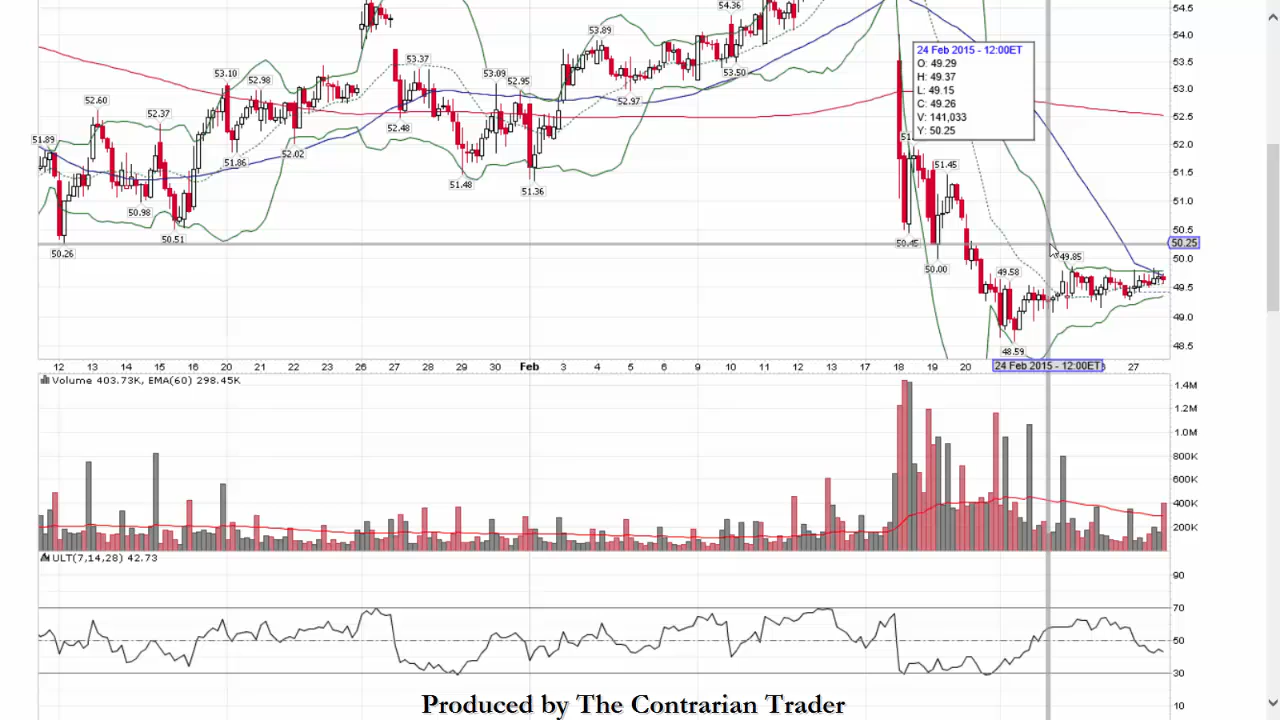 54.5
54.36
54.0
53.89
53.5
53.37
53.50
53.10
52.98
53.09
52.95
52.97
53.0
52.60
52.37
52.48
52.5
51.89
51.86
52.02
52.0
51.48
51.36
51.45
51.5
50.98
51.0
50.51
50.26
50.45
50.5
50.25
50.00
50.0
49.85
49.58
49.5
49.0
48.59
48.5
24 Feb 2015 - 12:00ET
O: 49.29
H: 49.37
L: 49.15
C: 49.26
V: 141,033
Y: 50.25
12 13 14 15 16 20 21 22 23 26 27 28 29 30 Feb 3 4 5 6 9 10 11 12 13 17 18 19 20 24 Feb 2015 - 12:00ET 27
Volume 403.73K, EMA(60) 298.45K
1.4M
1.2M
1.0M
800K
600K
400K
200K
ULT(7,14,28) 42.73
90
70
50
30
10
Produced by The Contrarian Trader